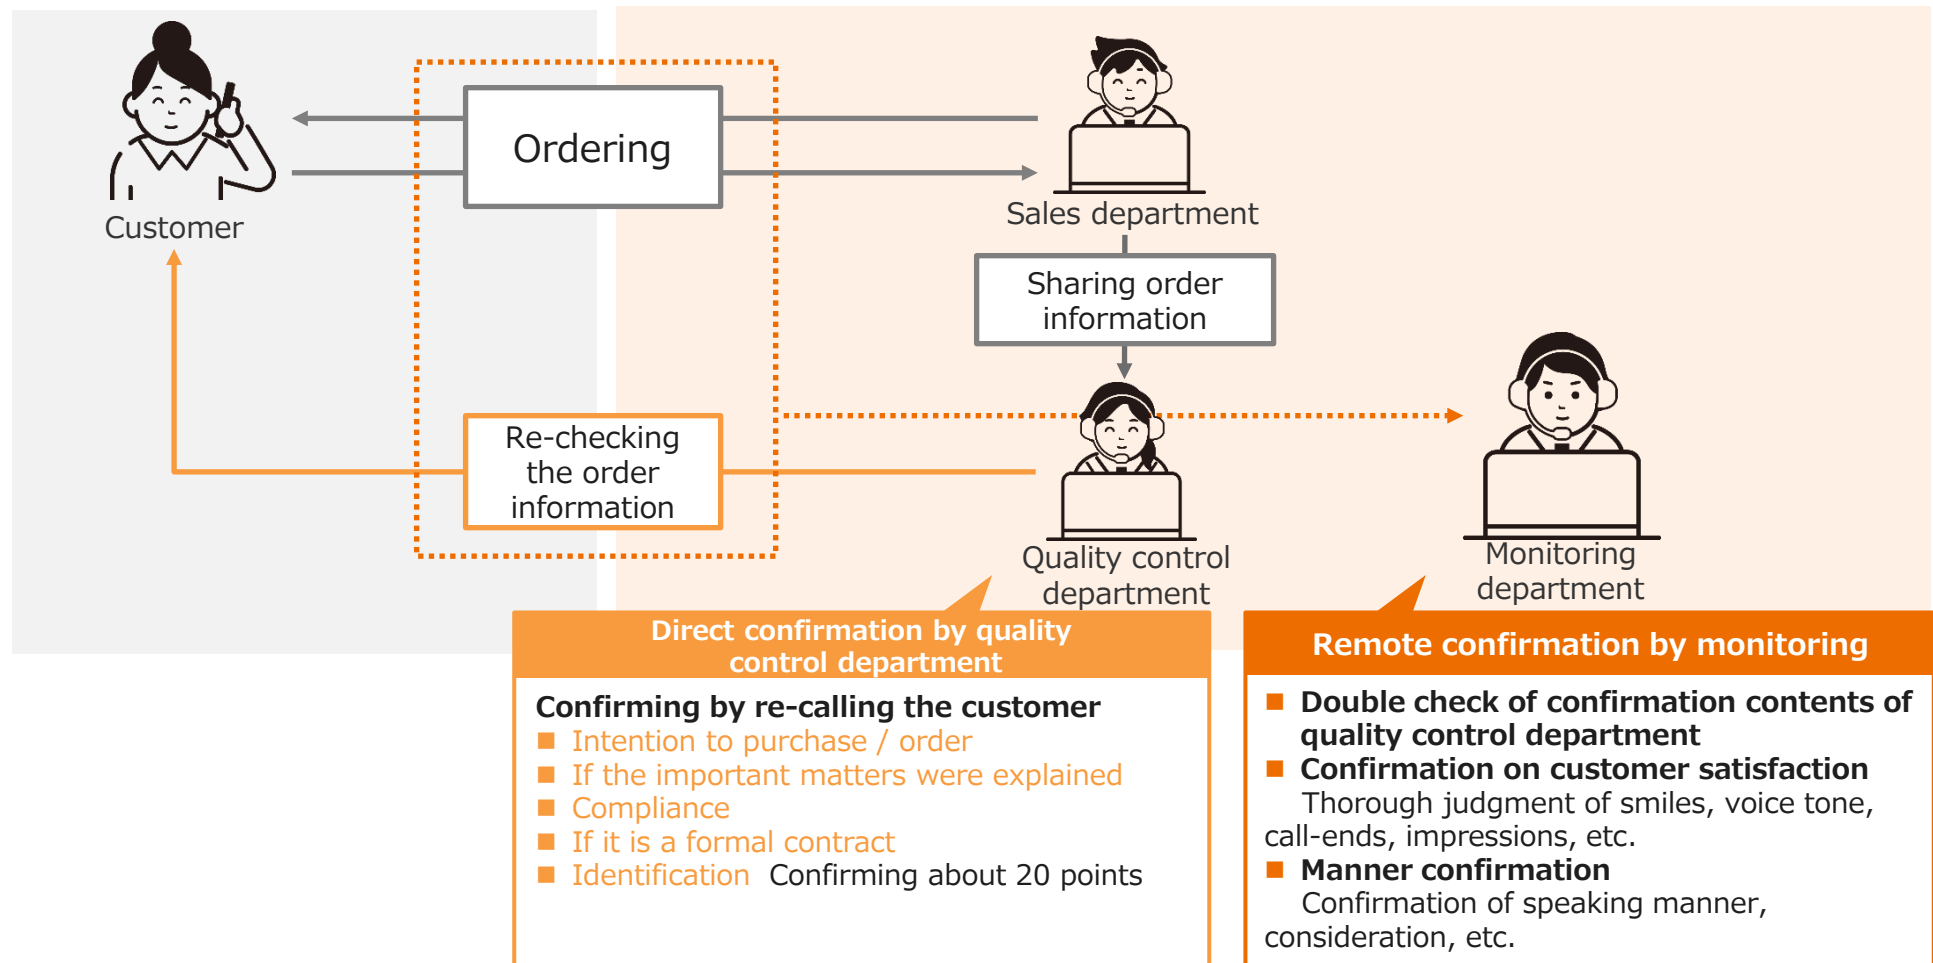 Ordering
Customer
Sales department
Sharing order
information
Re-checking
the order
information
Quality control
department
Monitoring
department
Direct confirmation by quality
control department
Confirming by re-calling the customer
■ Intention to purchase / order
■ If the important matters were explained
■ Compliance
■ If it is a formal contract
■ Identification  Confirming about 20 points
Remote confirmation by monitoring
■ Double check of confirmation contents of
quality control department
■ Confirmation on customer satisfaction
Thorough judgment of smiles, voice tone,
call-ends, impressions, etc.
■ Manner confirmation
Confirmation of speaking manner,
consideration, etc.